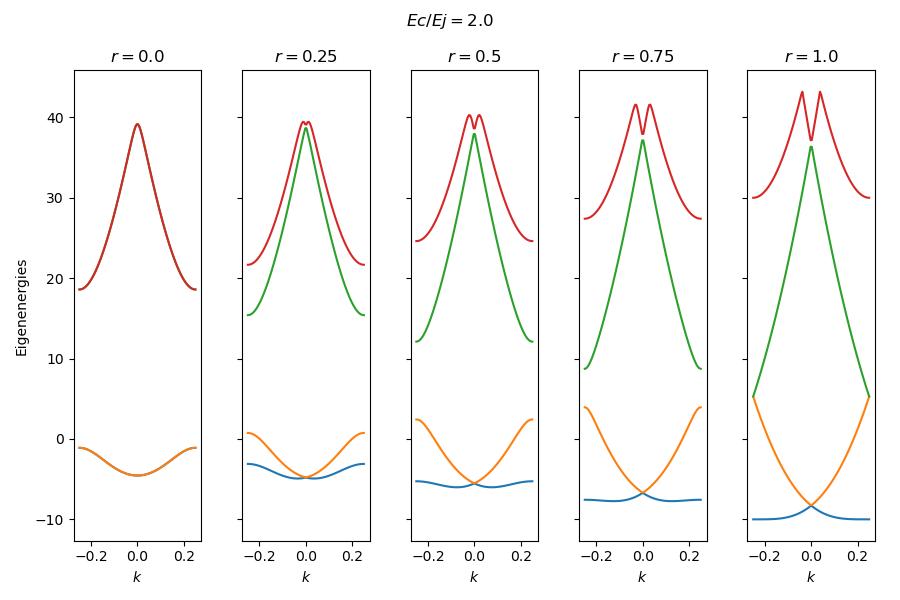 Ec/Ej = 2.0
r = 0.0
r = 0.25
r = 0.5
r = 0.75
r = 1.0
Eigenenergies
40
30
20
10
0
−10
−0.2 0.0 0.2
−0.2 0.0 0.2
−0.2 0.0 0.2
−0.2 0.0 0.2
−0.2 0.0 0.2
k
k
k
k
k